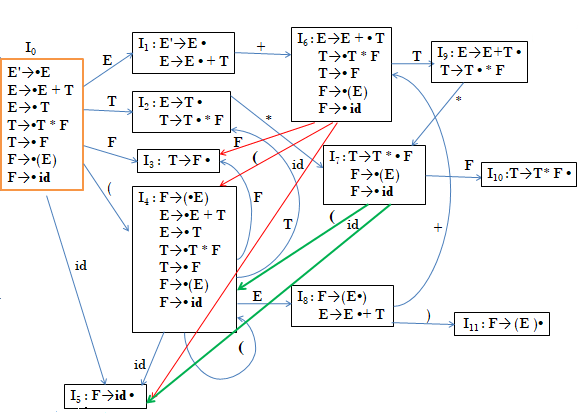 I₀
E'→•E
E→•E + T
E→• T
T→•T * F
T→• F
F→•(E)
F→• id
E
T
F
(
id
I₁ : E'→E •
E→E • + T
+
I₂ : E→T •
T→T • * F
*
I₃ : T→F •
F
(
id
I₄ : F→(•E)
E→•E + T
E→• T
T→•T * F
T→• F
F→•(E)
F→• id
F
T
E
(
id
I₅ : F→id •
I₆ : E→E + • T
T→•T * F
T→• F
F→•(E)
F→• id
T
I₉ : E→E+T •
T→T • * F
*
I₇ : T→T * • F
F→•(E)
F→• id
F
I₁₀ :T→T* F •
(
id
+
I₈ : F→(E•)
E→E •+ T
)
I₁₁ : F→(E )•